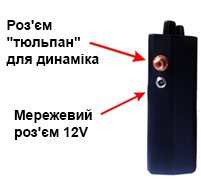 Роз'єм
"тюльпан"
для динаміка
Мережевий
роз'єм 12V